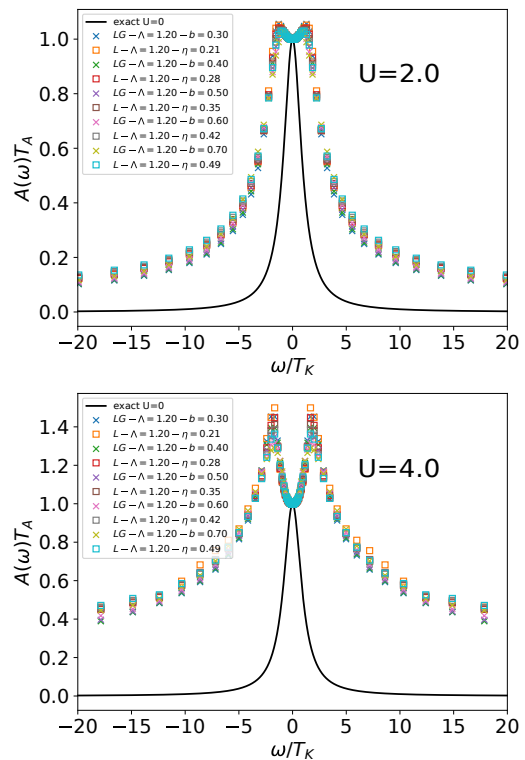 1.0
0.8
0.6
0.4
0.2
0.0
A(ω)T_A
exact U=0
LG − Λ = 1.20 − b = 0.30
L − Λ = 1.20 − η = 0.21
LG − Λ = 1.20 − b = 0.40
L − Λ = 1.20 − η = 0.28
LG − Λ = 1.20 − b = 0.50
L − Λ = 1.20 − η = 0.35
LG − Λ = 1.20 − b = 0.60
L − Λ = 1.20 − η = 0.42
LG − Λ = 1.20 − b = 0.70
L − Λ = 1.20 − η = 0.49
U=2.0
−20 −15 −10 −5 0 5 10 15 20
ω/T_K
1.4
1.2
1.0
0.8
0.6
0.4
0.2
0.0
A(ω)T_A
exact U=0
LG − Λ = 1.20 − b = 0.30
L − Λ = 1.20 − η = 0.21
LG − Λ = 1.20 − b = 0.40
L − Λ = 1.20 − η = 0.28
LG − Λ = 1.20 − b = 0.50
L − Λ = 1.20 − η = 0.35
LG − Λ = 1.20 − b = 0.60
L − Λ = 1.20 − η = 0.42
LG − Λ = 1.20 − b = 0.70
L − Λ = 1.20 − η = 0.49
U=4.0
−20 −15 −10 −5 0 5 10 15 20
ω/T_K